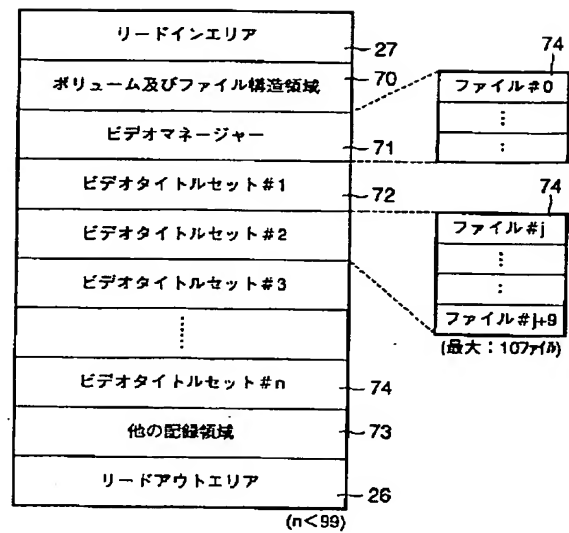 リードインエリア
27
ボリューム及びファイル構造領域
70
ビデオマネージャー
71
ビデオタイトルセット#1
72
ビデオタイトルセット#2
ビデオタイトルセット#3
ビデオタイトルセット#n
74
他の記録領域
73
リードアウトエリア
26
(n<99)
74
ファイル#0
74
ファイル#j
ファイル#j+9
(最大:10ファイル)